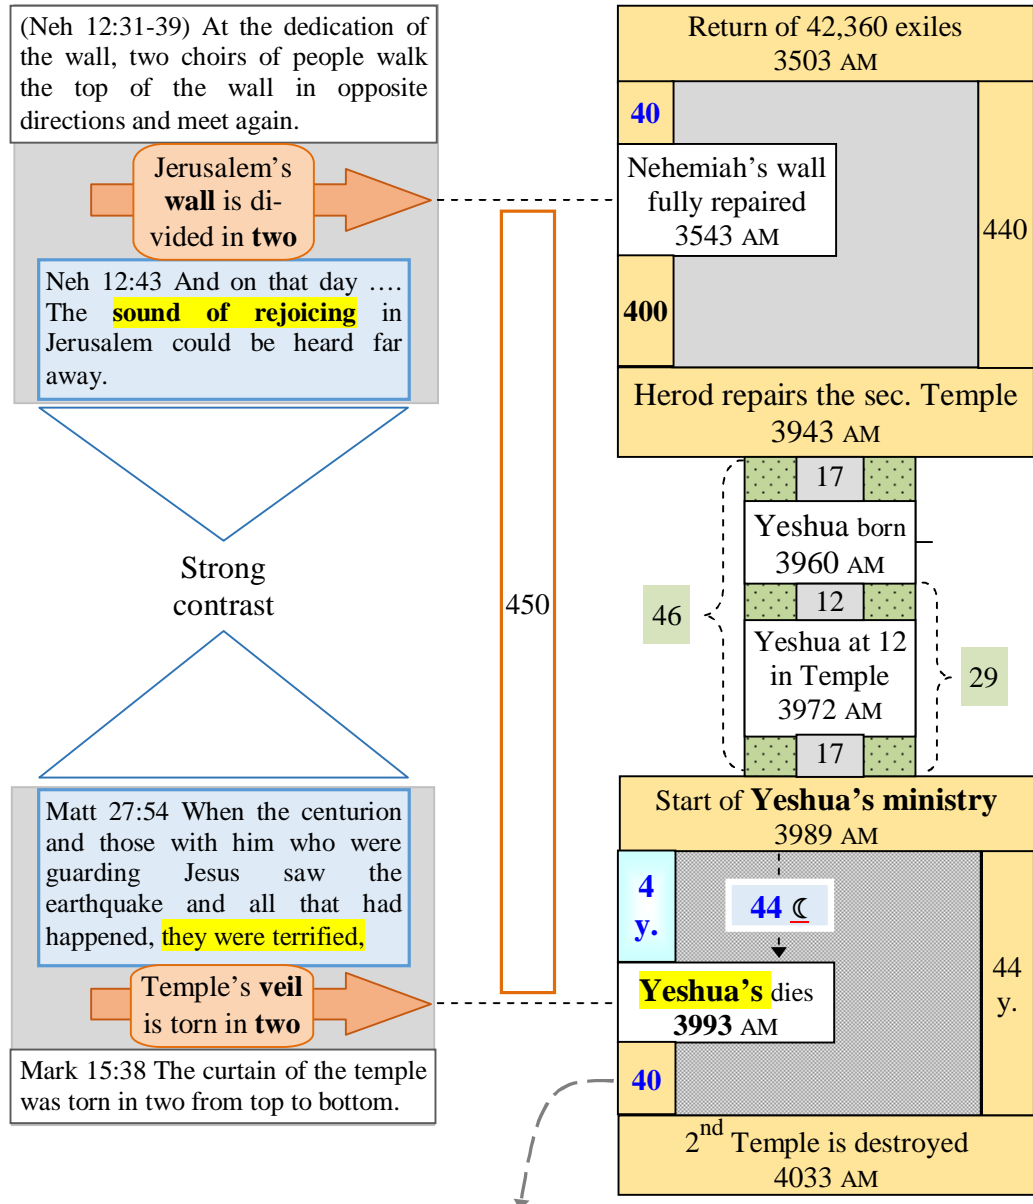 (Neh 12:31-39) At the dedication of
the wall, two choirs of people walk
the top of the wall in opposite
directions and meet again.
Jerusalem's
wall is di-
vided in two
Neh 12:43 And on that day ….
The sound of rejoicing in
Jerusalem could be heard far
away.
Strong
contrast
Matt 27:54 When the centurion
and those with him who were
guarding Jesus saw the
earthquake and all that had
happened, they were terrified,
Temple's veil
is torn in two
Mark 15:38 The curtain of the temple
was torn in two from top to bottom.
450
Return of 42,360 exiles
3503 AM
40
Nehemiah's wall
fully repaired
3543 AM
440
400
Herod repairs the sec. Temple
3943 AM
17
Yeshua born
3960 AM
12
46
Yeshua at 12
in Temple
3972 AM
29
17
Start of Yeshua's ministry
3989 AM
4
y.
44 ☾
44
y.
Yeshua's dies
3993 AM
40
2nd Temple is destroyed
4033 AM